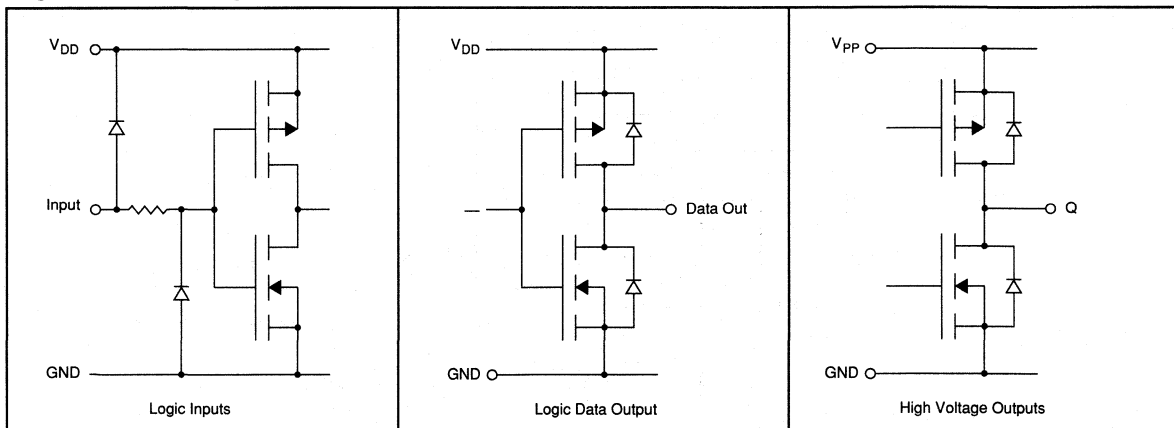 V_DD
Input
GND
Logic Inputs
V_DD
Data Out
GND
Logic Data Output
V_PP
Q
GND
High Voltage Outputs